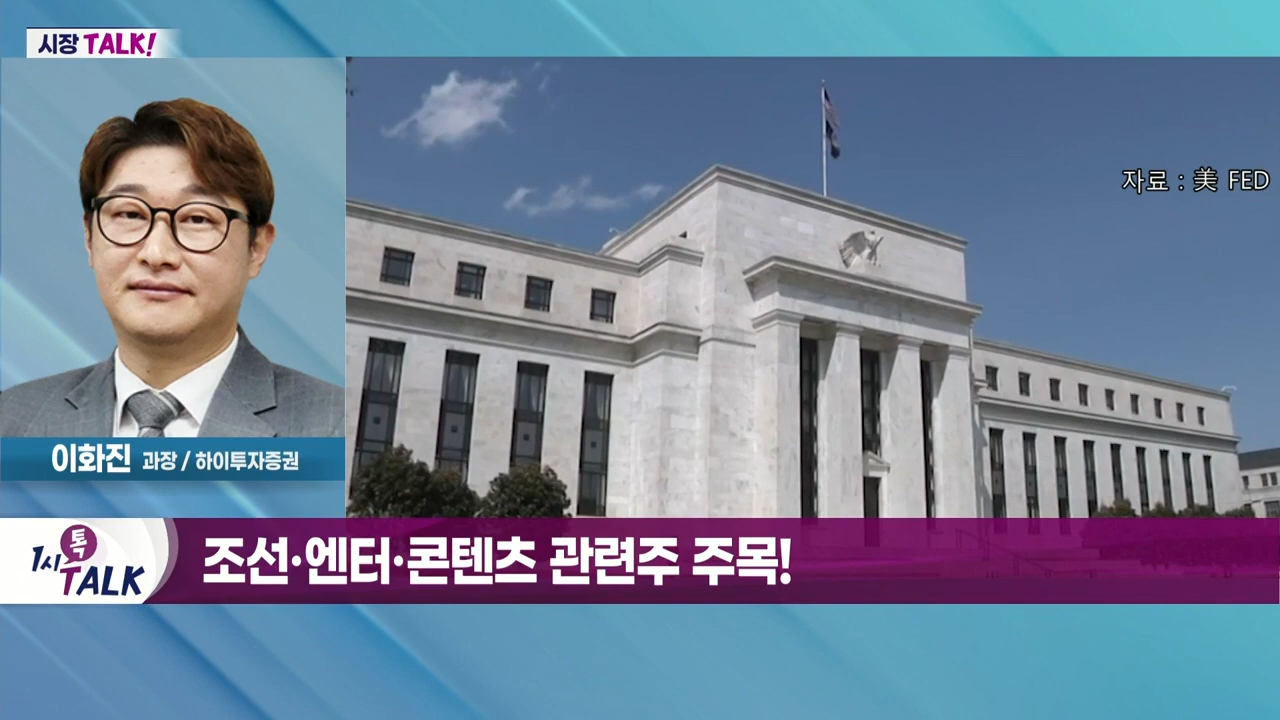 시장 TALK!
자료 : 美 FED
이화진 과장 / 하이투자증권
1시 톡 TALK
조선·엔터·콘텐츠 관련주 주목!